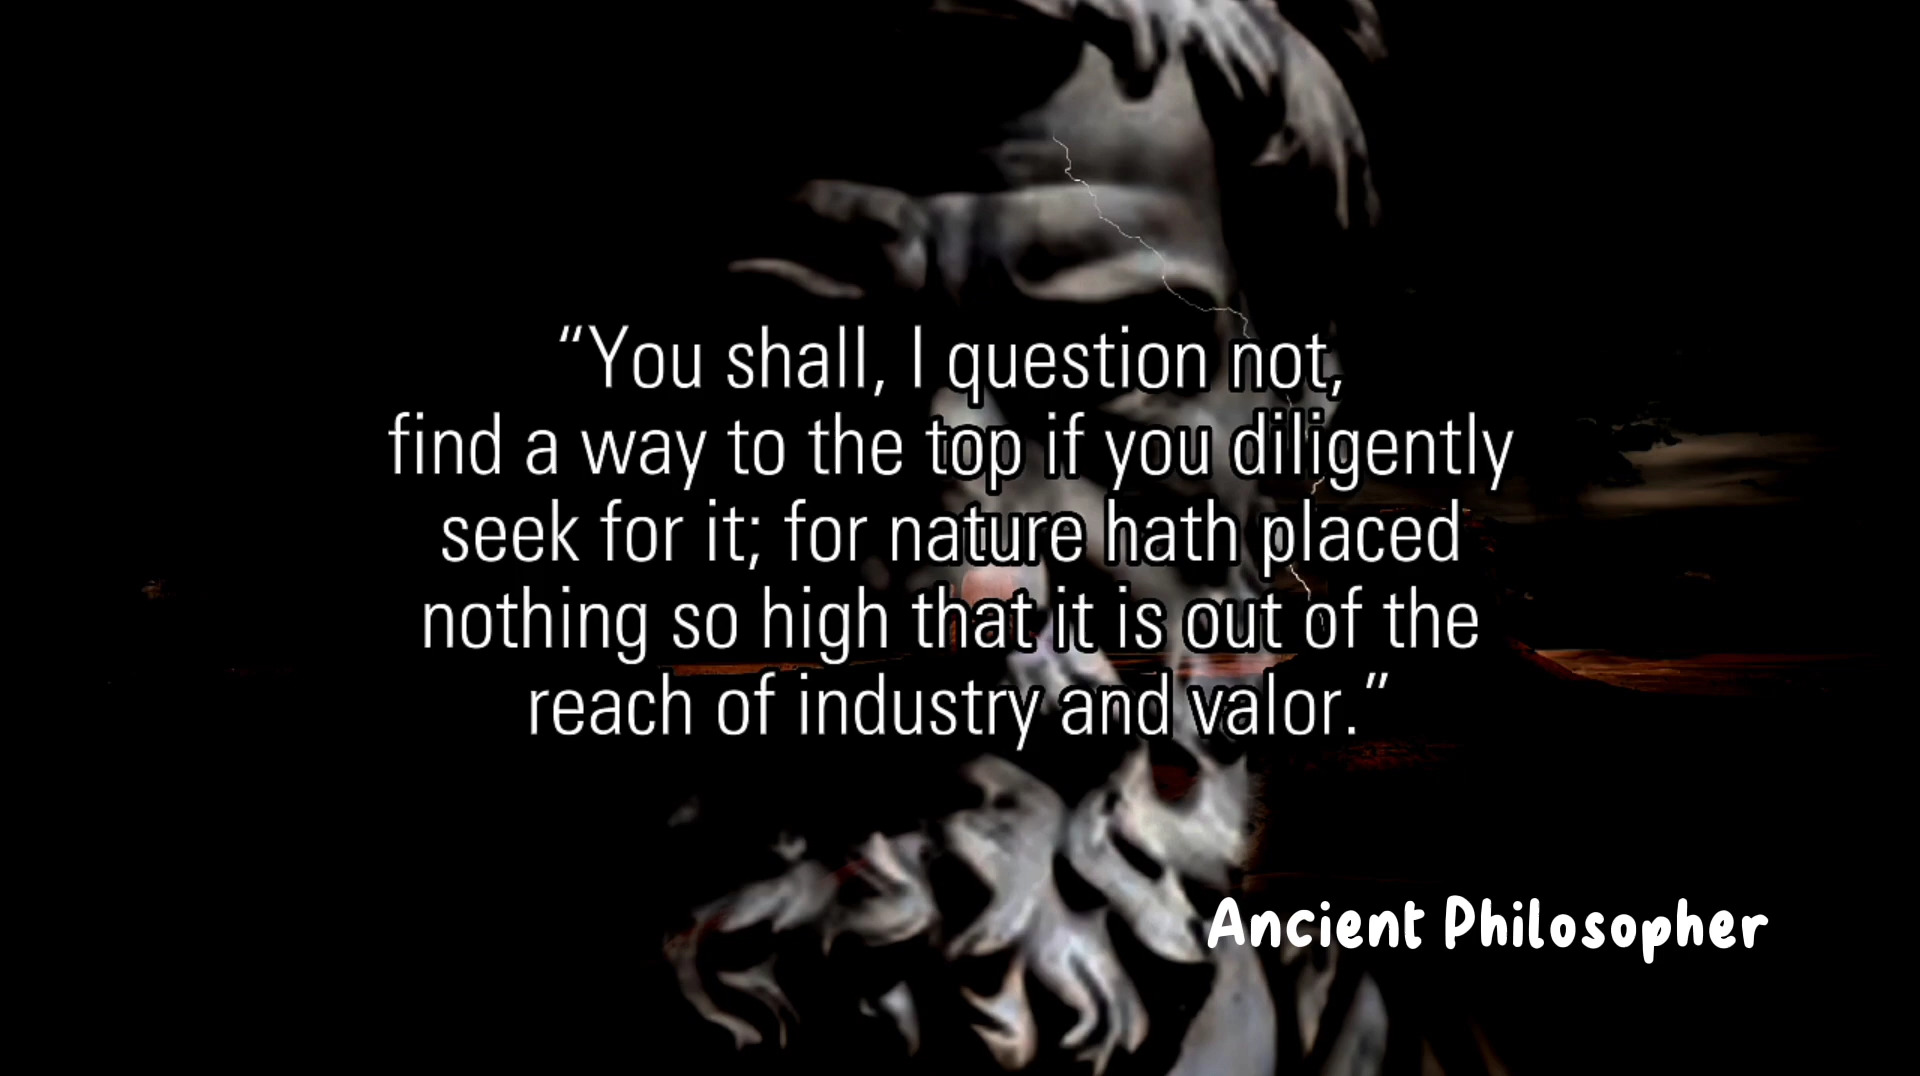 “You shall, I question not,
find a way to the top if you diligently
seek for it; for nature hath placed
nothing so high that it is out of the
reach of industry and valor.”
Ancient Philosopher